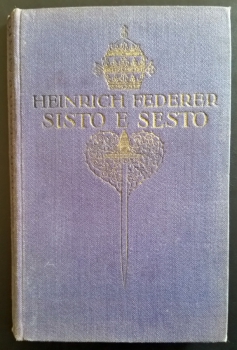 HEINRICH FEDERER
SISTO E SESTO